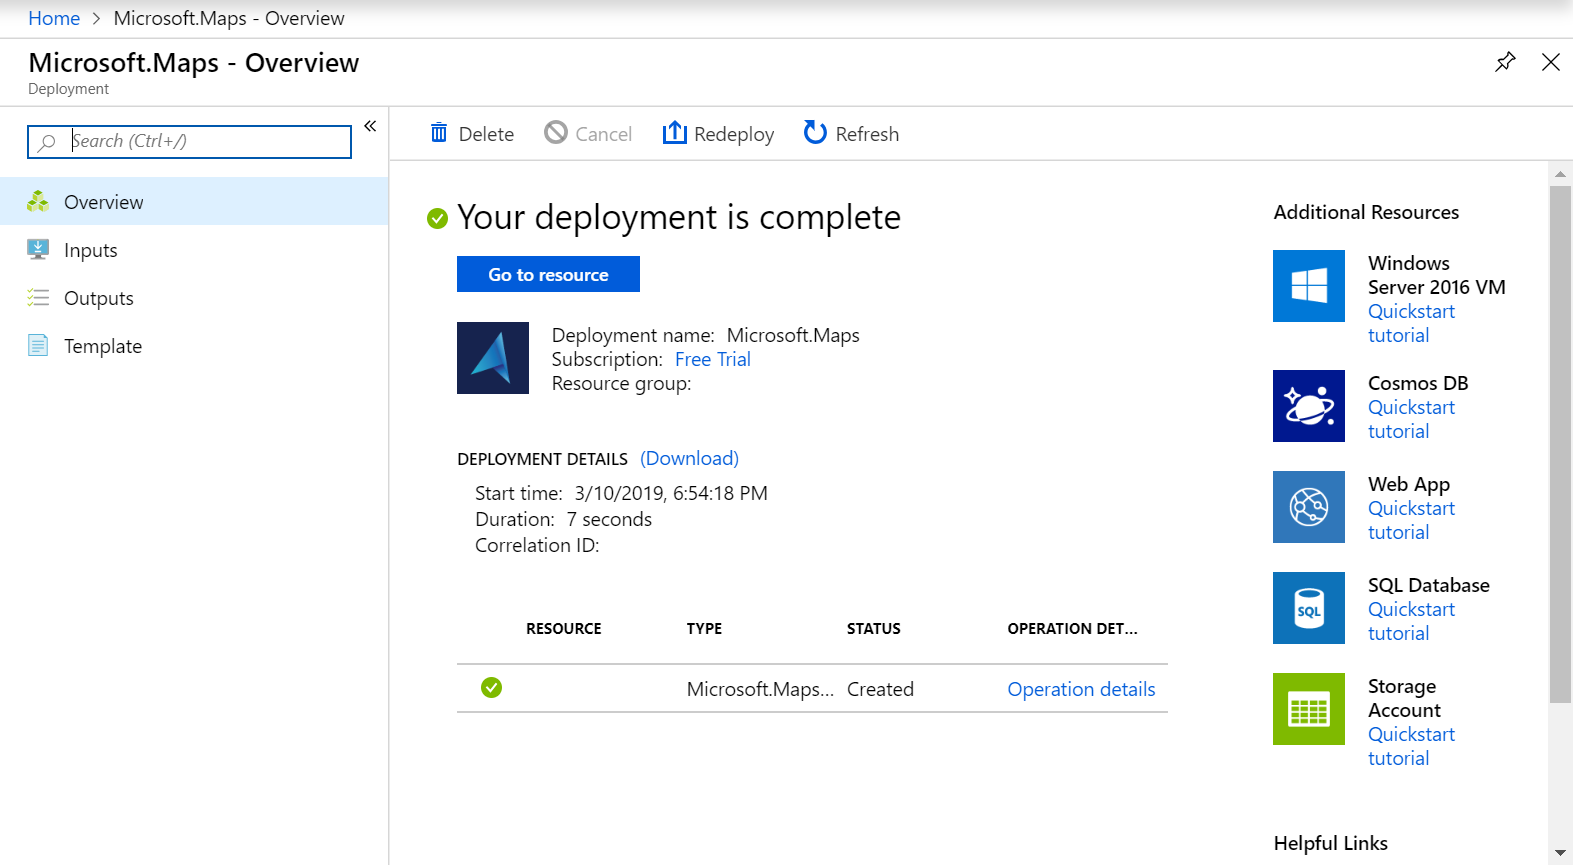 Home > Microsoft.Maps - Overview
Microsoft.Maps - Overview
Deployment
Search (Ctrl+/)
«
Overview
Inputs
Outputs
Template
Delete
Cancel
Redeploy
Refresh
Your deployment is complete
Go to resource
Deployment name: Microsoft.Maps
Subscription: Free Trial
Resource group:
DEPLOYMENT DETAILS (Download)
Start time: 3/10/2019, 6:54:18 PM
Duration: 7 seconds
Correlation ID:
RESOURCE TYPE STATUS OPERATION DET...
Microsoft.Maps... Created Operation details
Additional Resources
Windows
Server 2016 VM
Quickstart
tutorial
Cosmos DB
Quickstart
tutorial
Web App
Quickstart
tutorial
SQL
SQL Database
Quickstart
tutorial
Storage
Account
Quickstart
tutorial
Helpful Links